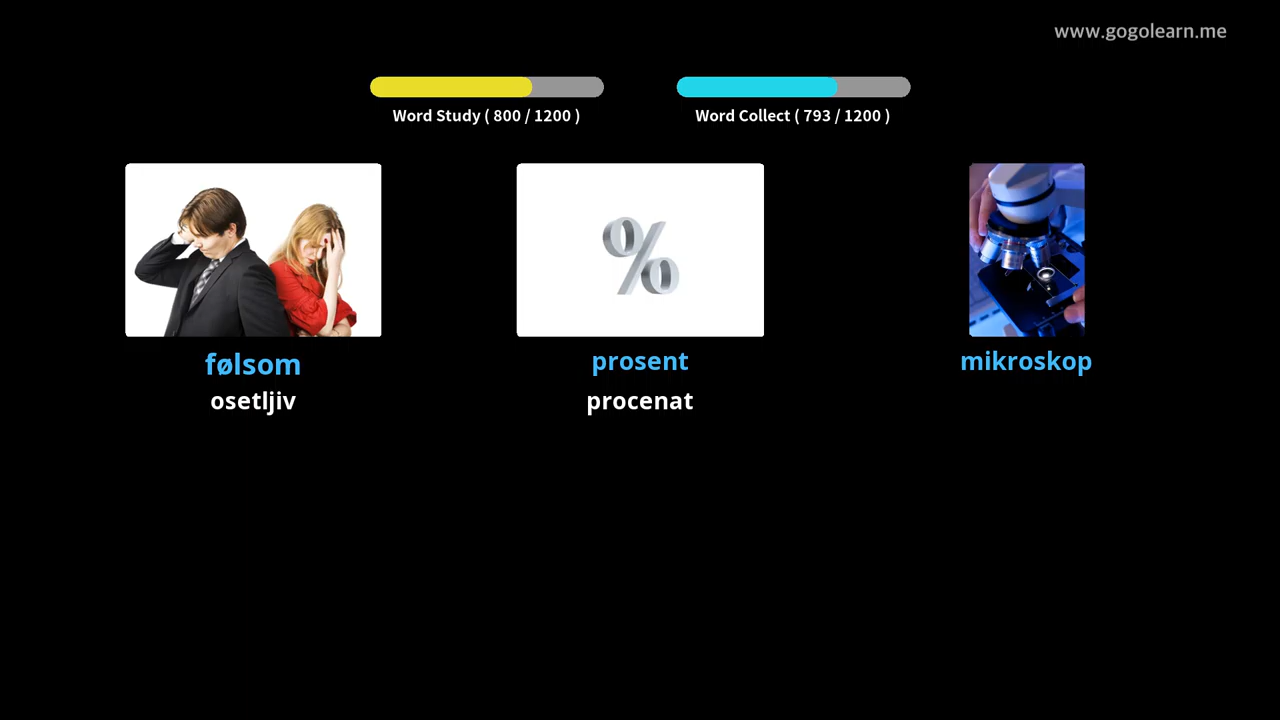 www.gogolearn.me
Word Study ( 800 / 1200 )
Word Collect ( 793 / 1200 )
%
følsom
prosent
mikroskop
osetljiv
procenat